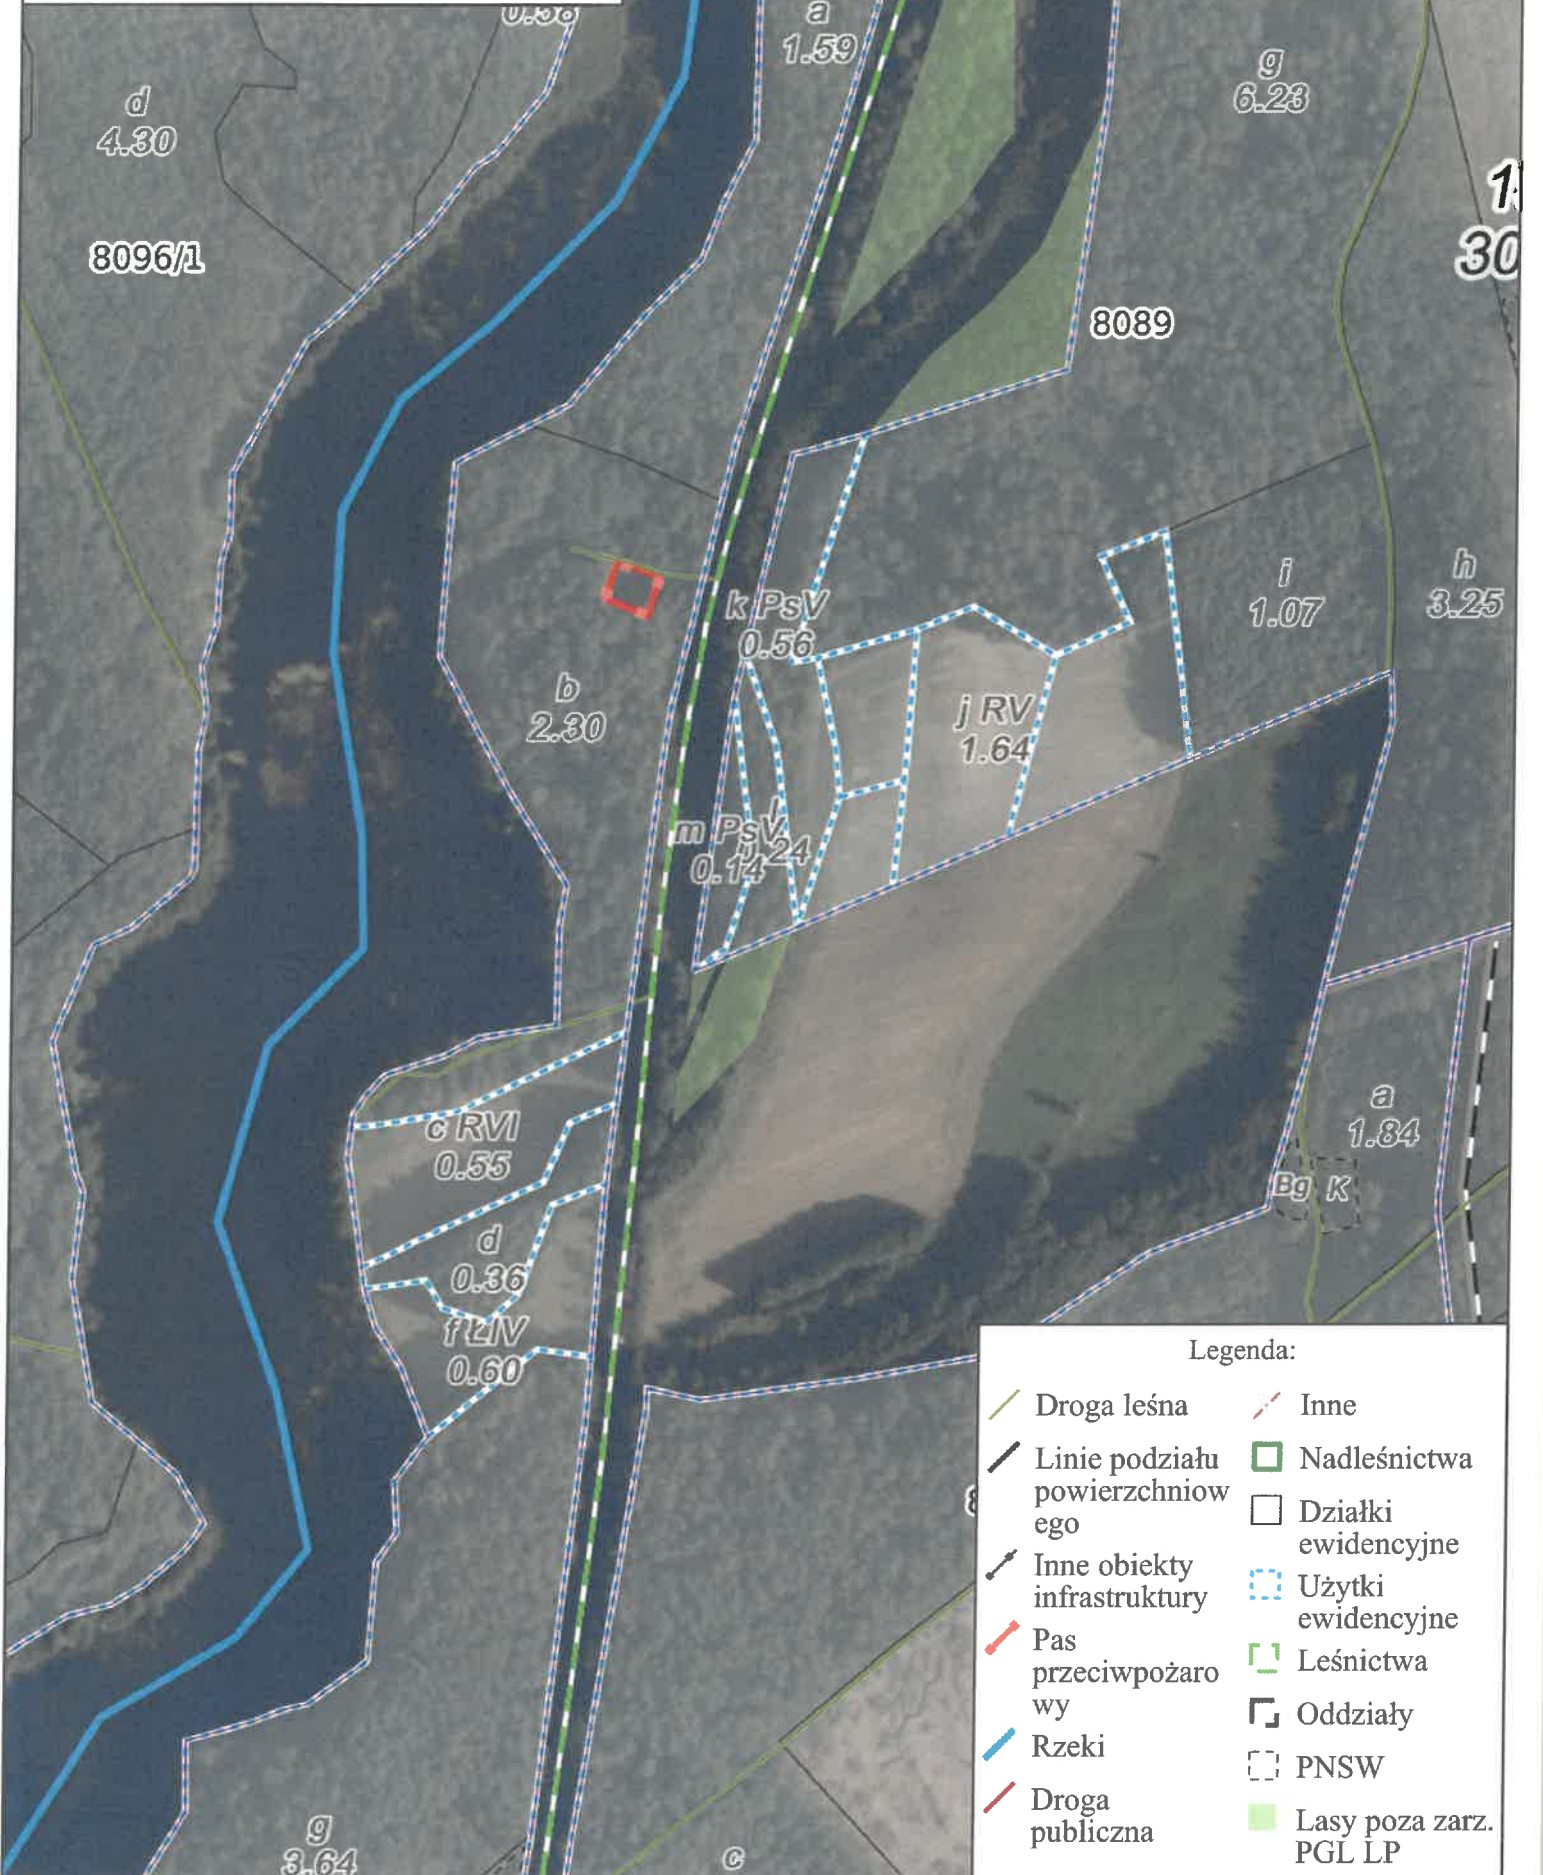 0.58
a
1.59
g
6.23
d
4.30
30
8096/1
8089
i
1.07
h
3.25
k PsV
0.56
b
2.30
j RV
1.64
l
m PsV
0.14
a
1.84
Bg K
c RVI
0.55
d
0.36
f ŁIV
0.60
g
3.64
c
Legenda:
Droga leśna
Linie podziału
powierzchniow
ego
Inne obiekty
infrastruktury
Pas
przeciwpożaro
wy
Rzeki
Droga
publiczna
Inne
Nadleśnictwa
Działki
ewidencyjne
Użytki
ewidencyjne
Leśnictwa
Oddziały
PNSW
Lasy poza zarz.
PGL LP